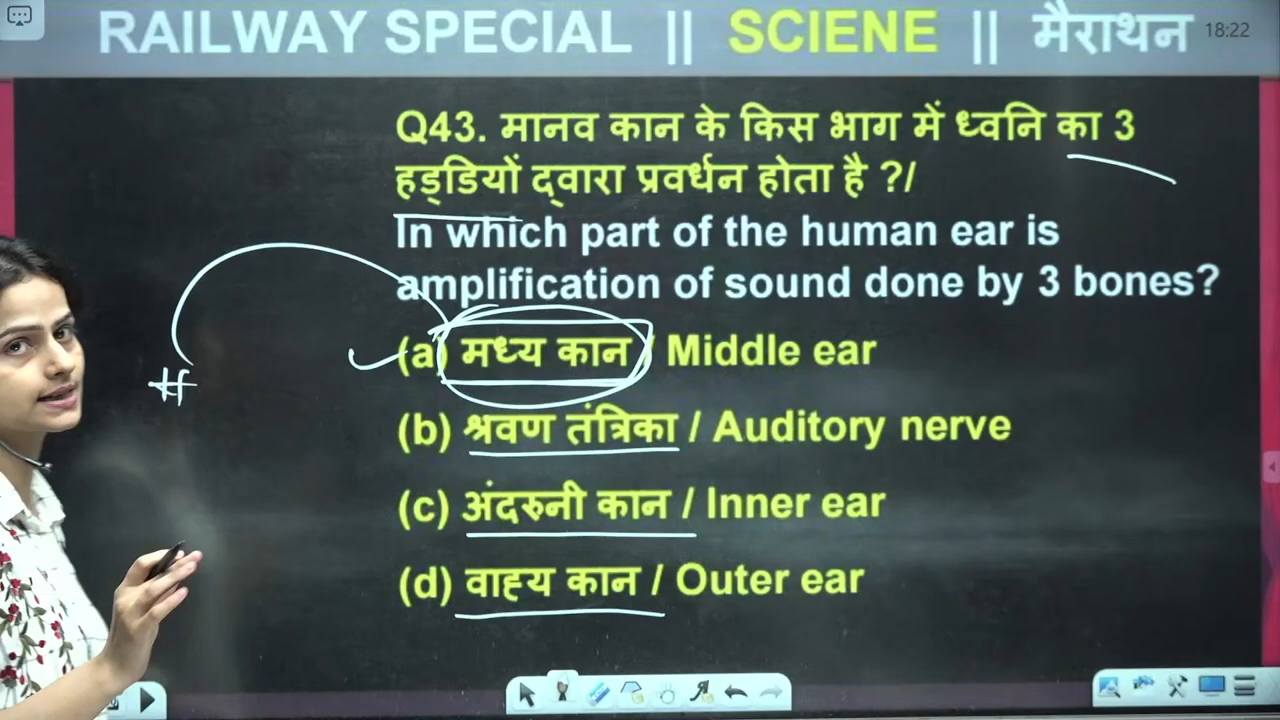 RAILWAY SPECIAL || SCIENE || मैराथन 18:22
Q43. मानव कान के किस भाग में ध्वनि का 3
हड्डियों द्वारा प्रवर्धन होता है ?/
In which part of the human ear is
amplification of sound done by 3 bones?
(a) मध्य कान / Middle ear
(b) श्रवण तंत्रिका / Auditory nerve
(c) अंदरुनी कान / Inner ear
(d) वाह्य कान / Outer ear
#